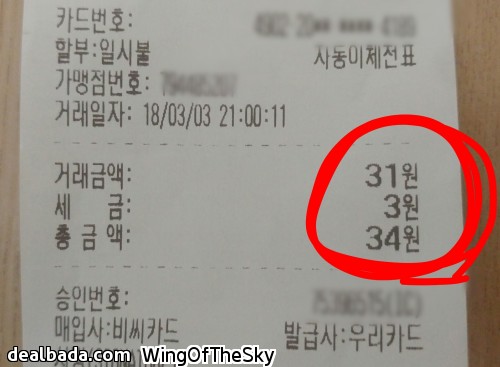 카드번호:
할부:일시불 자동이체전표
가맹점번호:
거래일자: 18/03/03 21:00:11
거래금액: 31원
세 금: 3원
총 금 액: 34원
승인번호:
매입사:비씨카드 발급사:우리카드
dealbada.com WingOfTheSky